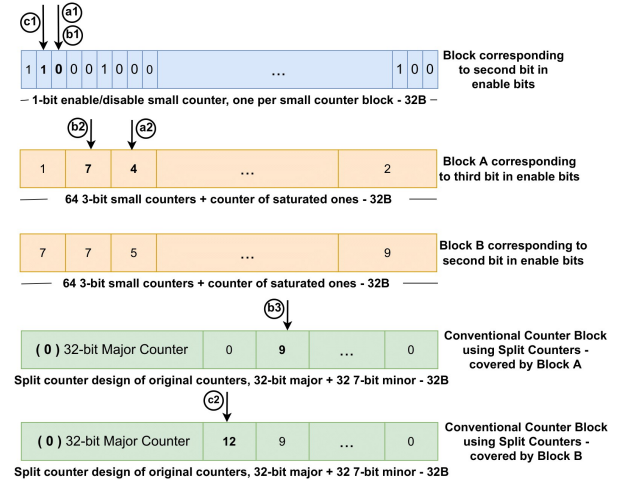 c1
a1
b1
1 1 0 0 0 1 0 0 0 ... 1 0 0
Block corresponding
to second bit in
enable bits
1-bit enable/disable small counter, one per small counter block - 32B
b2
a2
1 7 4 ... 2
Block A corresponding
to third bit in enable bits
64 3-bit small counters + counter of saturated ones - 32B
7 7 5 ... 9
Block B corresponding to
second bit in enable bits
64 3-bit small counters + counter of saturated ones - 32B
b3
( 0 ) 32-bit Major Counter 0 9 ... 0
Conventional Counter Block
using Split Counters -
covered by Block A
Split counter design of original counters, 32-bit major + 32 7-bit minor - 32B
c2
( 0 ) 32-bit Major Counter 12 9 ... 0
Conventional Counter Block
using Split Counters -
covered by Block B
Split counter design of original counters, 32-bit major + 32 7-bit minor - 32B